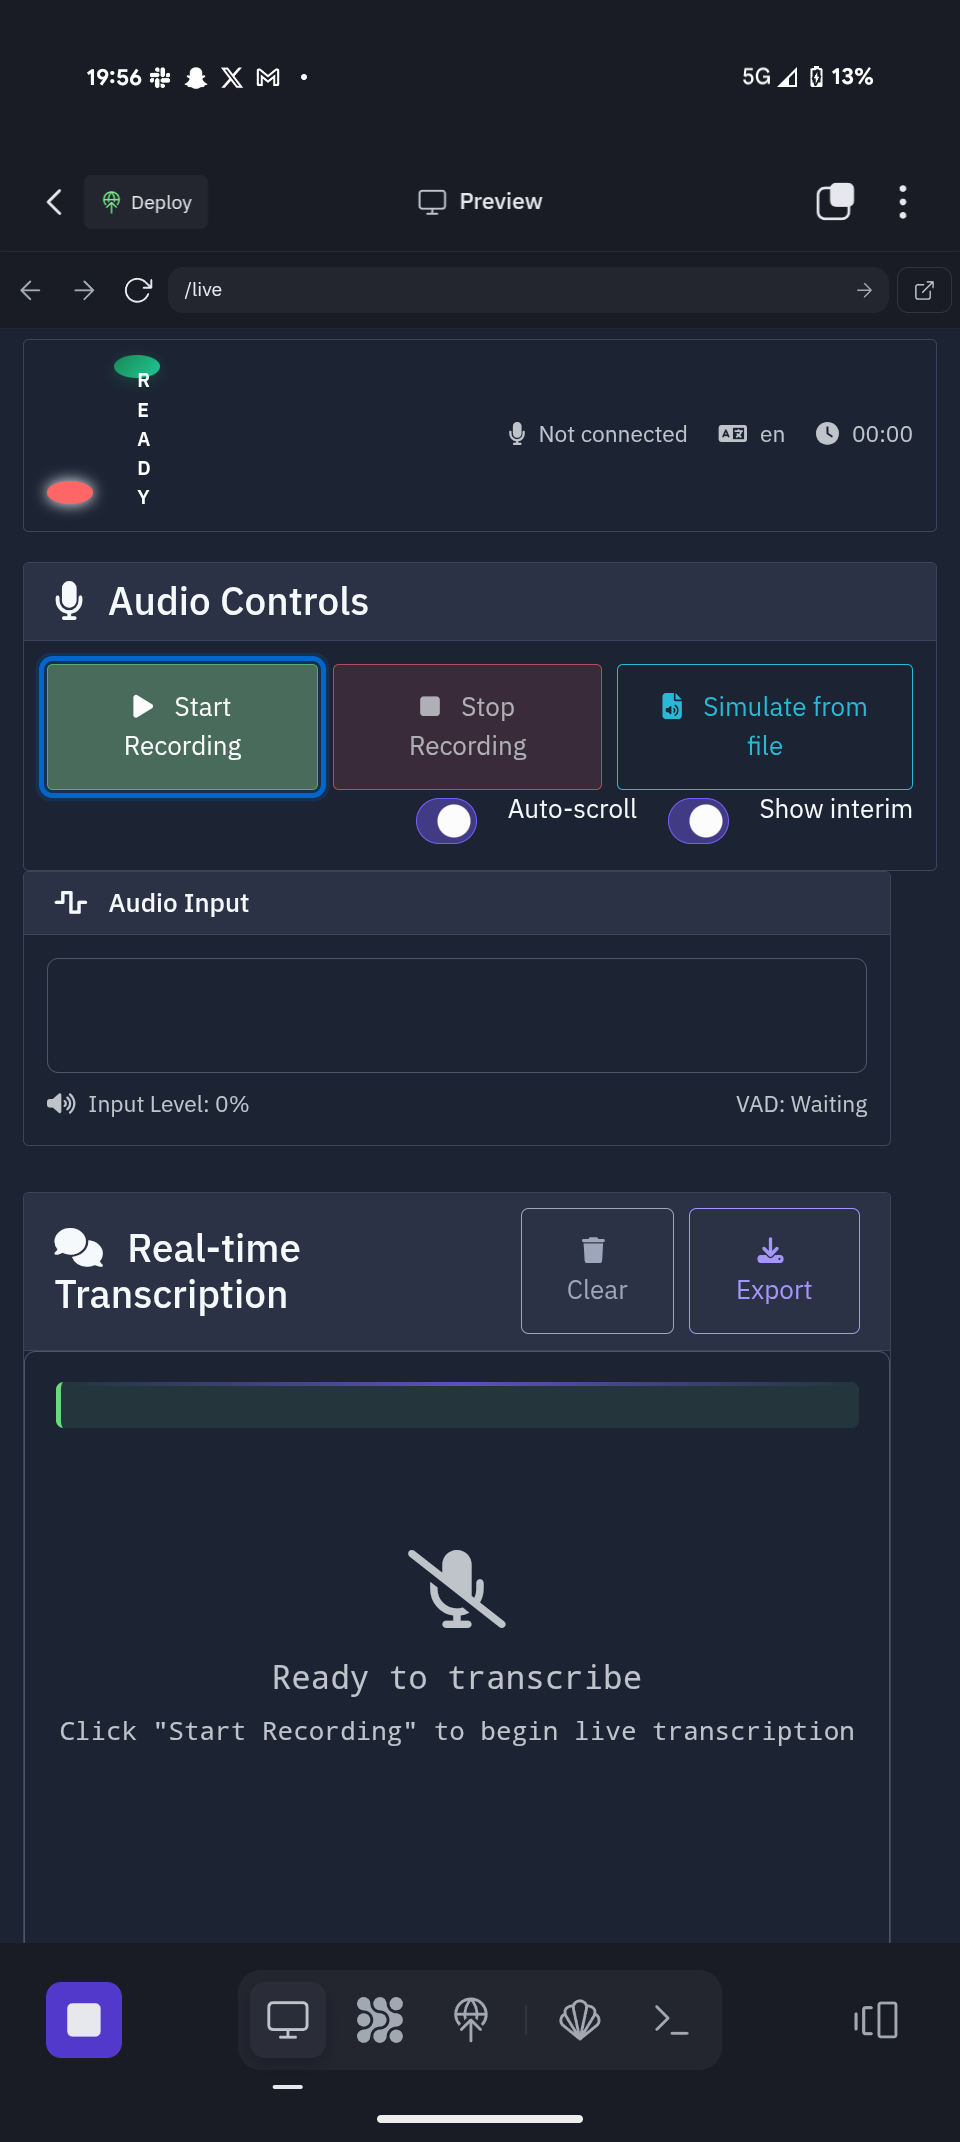 19:56
5G 13%
Deploy
Preview
/live
READY
Not connected
en
00:00
Audio Controls
Start
Recording
Stop
Recording
Simulate from
file
Auto-scroll
Show interim
Audio Input
Input Level: 0%
VAD: Waiting
Real-time
Transcription
Clear
Export
Ready to transcribe
Click "Start Recording" to begin live transcription